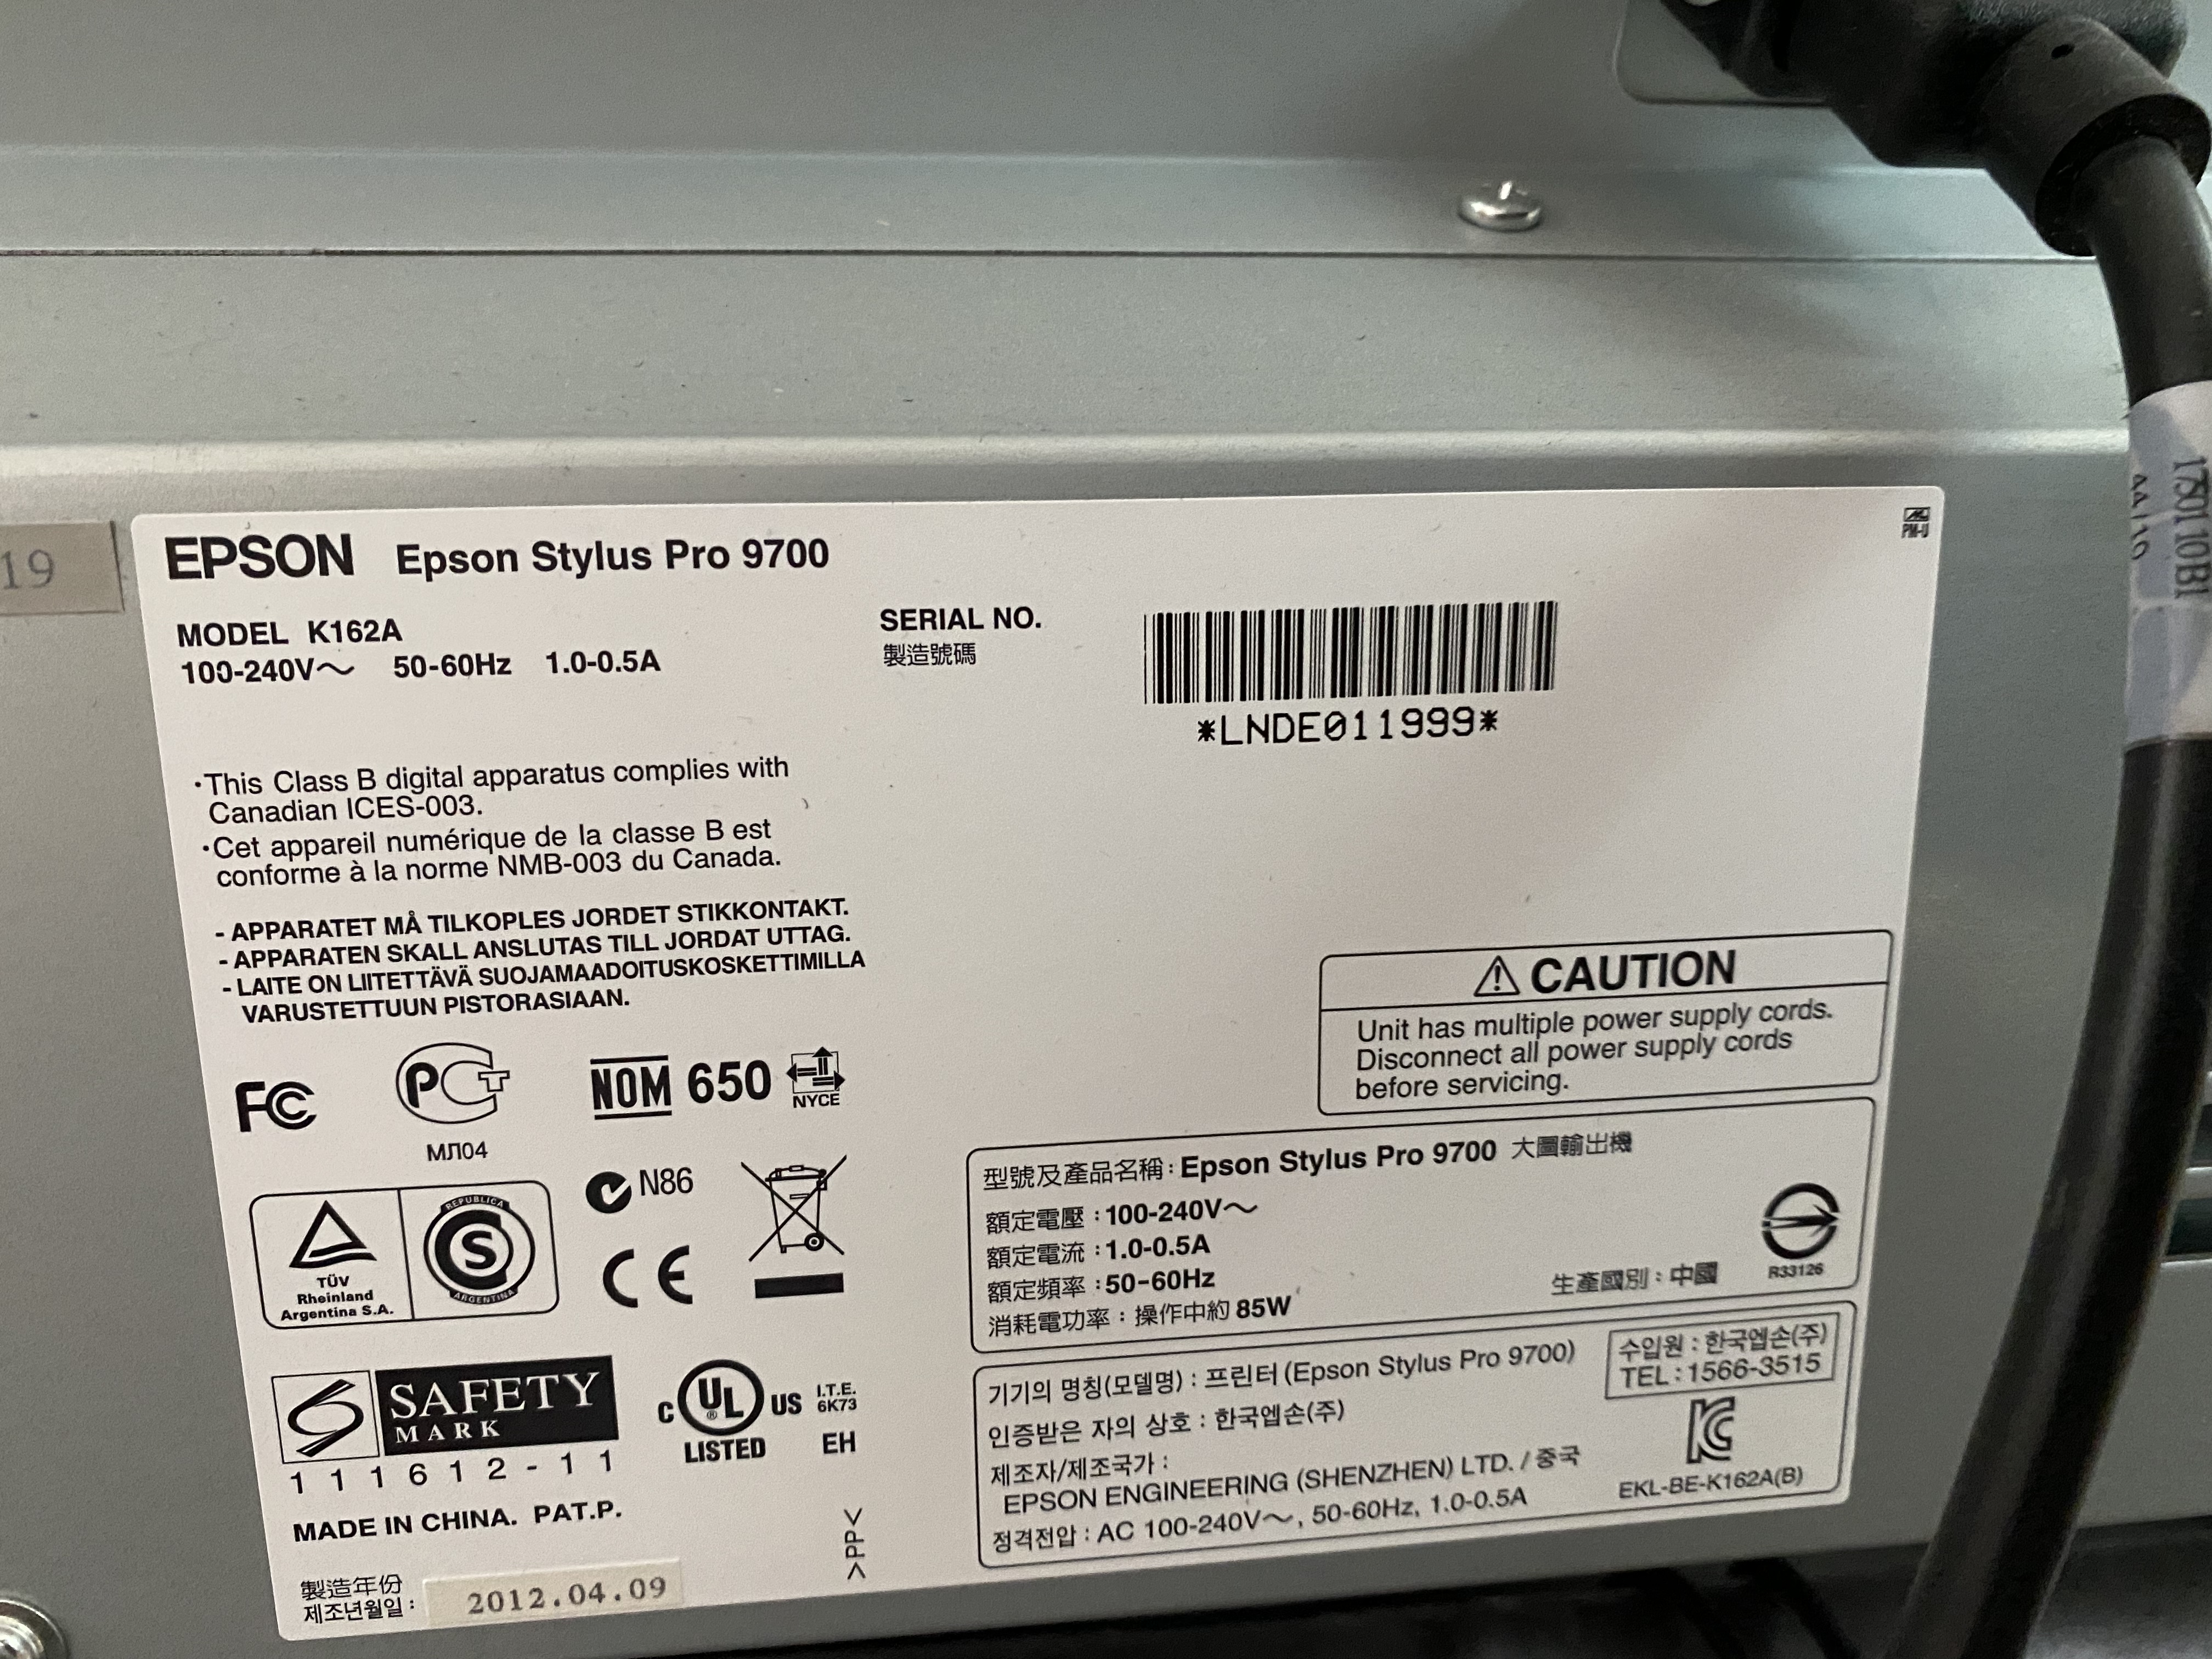 19
EPSON Epson Stylus Pro 9700
PM-U
MODEL K162A
100-240V～ 50-60Hz 1.0-0.5A
SERIAL NO.
製造號碼
*LNDE011999*
・This Class B digital apparatus complies with
Canadian ICES-003.
・Cet appareil numérique de la classe B est
conforme à la norme NMB-003 du Canada.
- APPARATET MÅ TILKOPLES JORDET STIKKONTAKT.
- APPARATEN SKALL ANSLUTAS TILL JORDAT UTTAG.
- LAITE ON LIITETTÄVÄ SUOJAMAADOITUSKOSKETTIMILLA
VARUSTETTUUN PISTORASIAAN.
FC
PCT
МЛ04
NOM 650
NYCE
TÜV
Rheinland
Argentina S.A.
REPUBLICA
S
ARGENTINA
N86
CE
SAFETY
MARK
111612-11
C UL US
®
LISTED
I.T.E.
6K73
EH
MADE IN CHINA. PAT.P.
>PP<
製造年份
제조년월일 : 2012.04.09
CAUTION
Unit has multiple power supply cords.
Disconnect all power supply cords
before servicing.
型號及產品名稱 : Epson Stylus Pro 9700 大圖輸出機
額定電壓 : 100-240V～
額定電流 : 1.0-0.5A
額定頻率 : 50-60Hz
消耗電功率 : 操作中約 85W
生產國別 : 中國
R33126
기기의 명칭(모델명) : 프린터 (Epson Stylus Pro 9700)
인증받은 자의 상호 : 한국엡손(주)
제조자/제조국가 :
EPSON ENGINEERING (SHENZHEN) LTD. / 중국
정격전압 : AC 100-240V～, 50-60Hz, 1.0-0.5A
수입원 : 한국엡손(주)
TEL : 1566-3515
KC
EKL-BE-K162A(B)